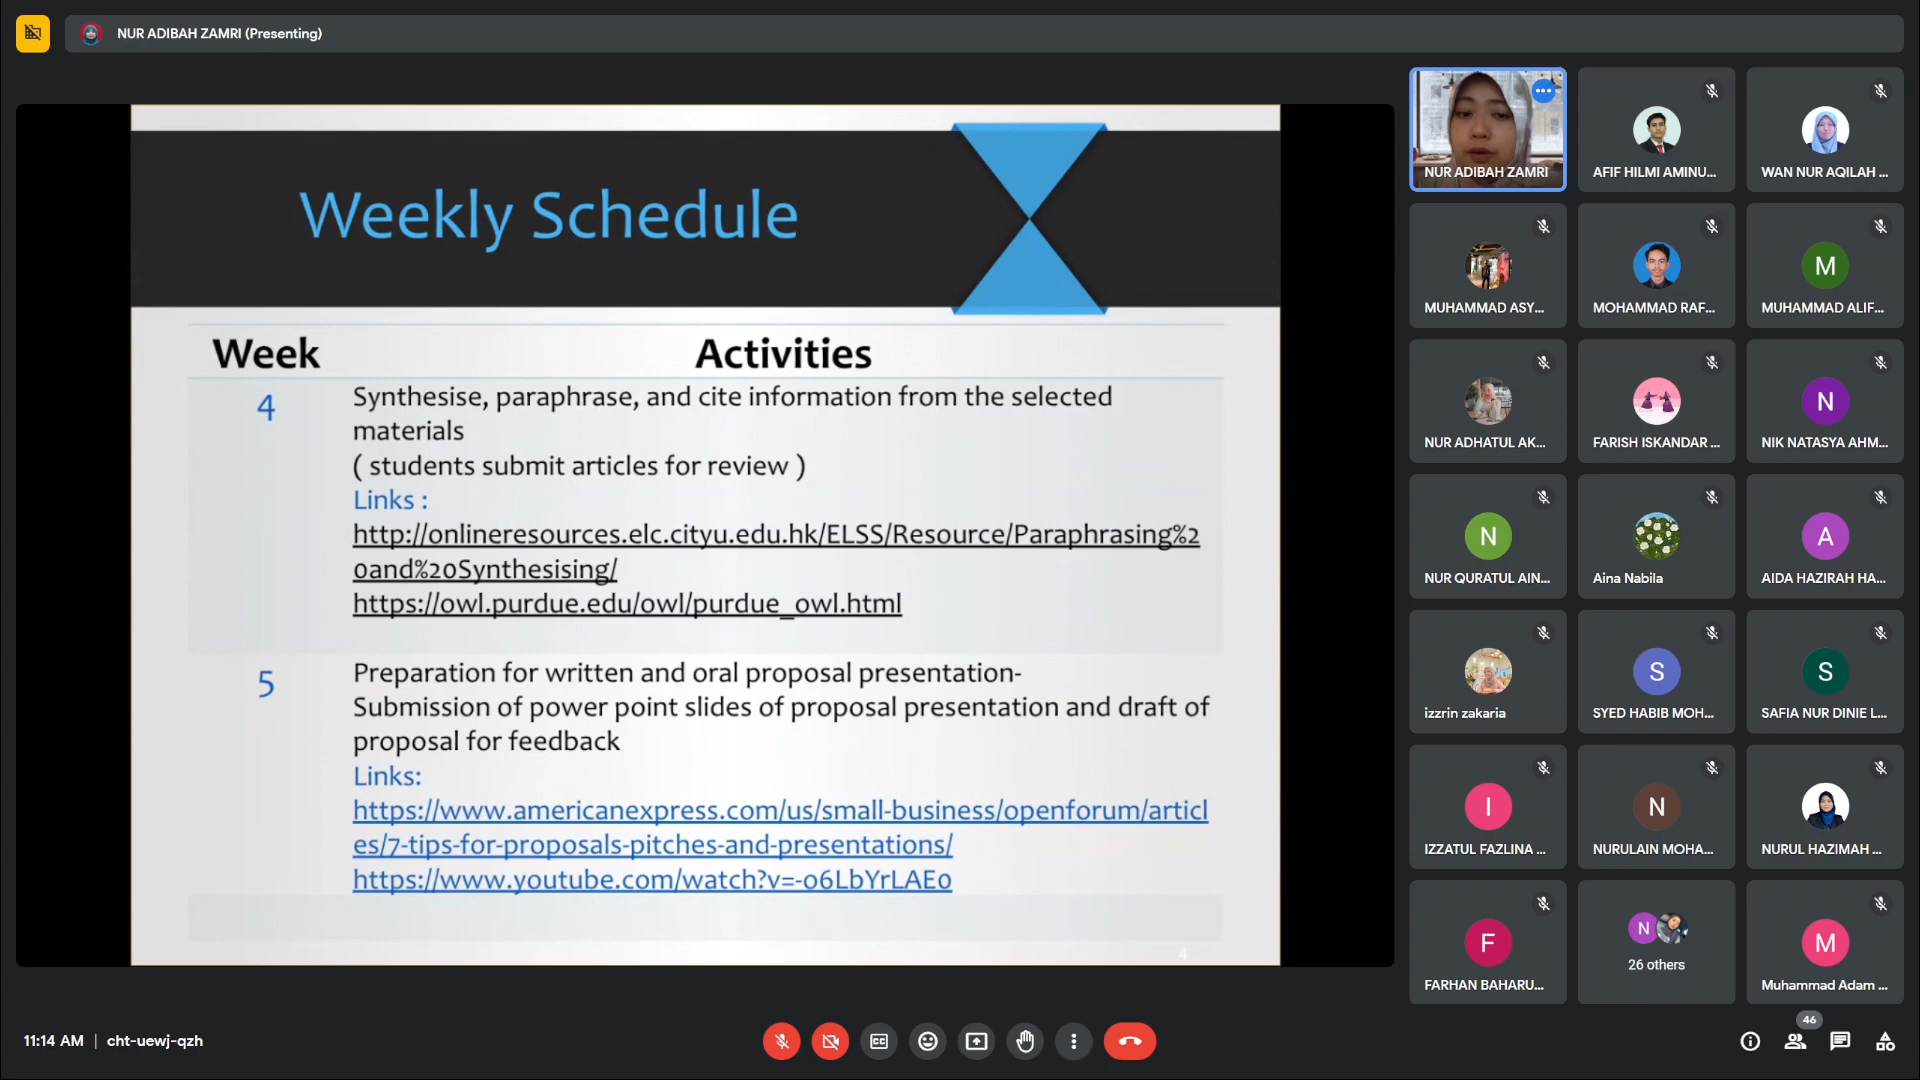 NUR ADIBAH ZAMRI (Presenting)
Weekly Schedule
Week Activities
4 Synthesise, paraphrase, and cite information from the selected
materials
( students submit articles for review )
Links :
http://onlineresources.elc.cityu.edu.hk/ELSS/Resource/Paraphrasing%2
0and%20Synthesising/
https://owl.purdue.edu/owl/purdue_owl.html
5 Preparation for written and oral proposal presentation-
Submission of power point slides of proposal presentation and draft of
proposal for feedback
Links:
https://www.americanexpress.com/us/small-business/openforum/articl
es/7-tips-for-proposals-pitches-and-presentations/
https://www.youtube.com/watch?v=-o6LbYrLAE0
4
NUR ADIBAH ZAMRI
AFIF HILMI AMINU...
WAN NUR AQILAH ...
MUHAMMAD ASY...
MOHAMMAD RAF...
M
MUHAMMAD ALIF...
NUR ADHATUL AK...
FARISH ISKANDAR ...
N
NIK NATASYA AHM...
N
NUR QURATUL AIN...
Aina Nabila
A
AIDA HAZIRAH HA...
izzrin zakaria
S
SYED HABIB MOH...
S
SAFIA NUR DINIE L...
I
IZZATUL FAZLINA ...
N
NURULAIN MOHA...
NURUL HAZIMAH ...
F
FARHAN BAHARU...
N
26 others
M
Muhammad Adam ...
11:14 AM | cht-uewj-qzh
CC
46